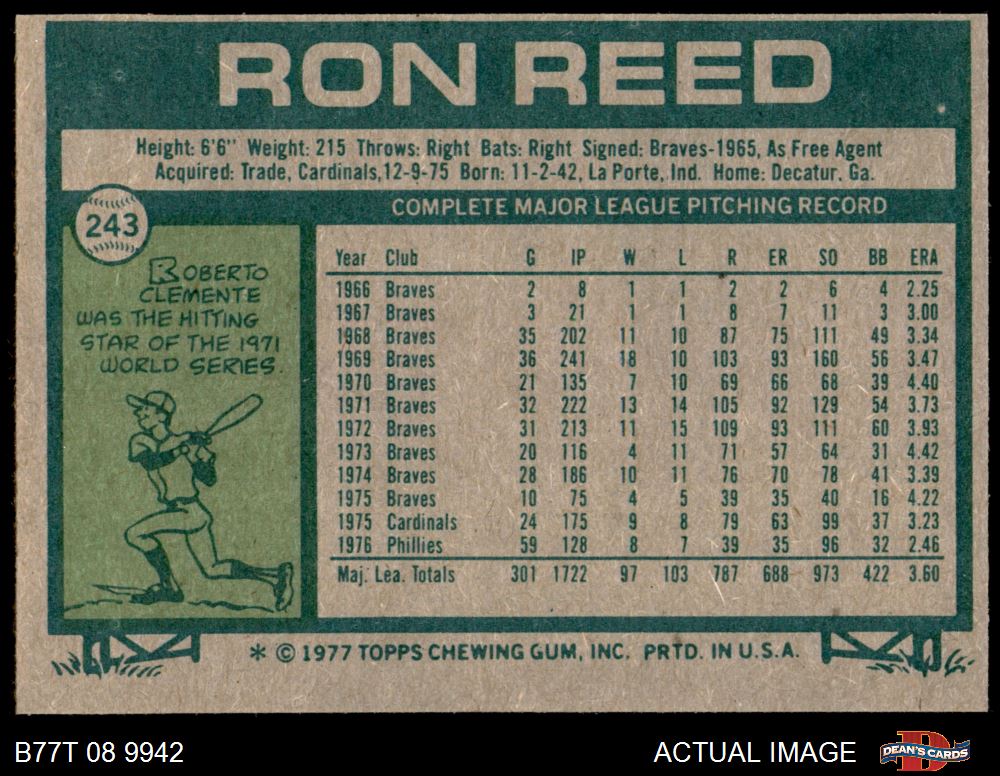 RON REED
Height: 6'6" Weight: 215 Throws: Right Bats: Right Signed: Braves-1965, As Free Agent
Acquired: Trade, Cardinals, 12-9-75 Born: 11-2-42, La Porte, Ind. Home: Decatur, Ga.
243
COMPLETE MAJOR LEAGUE PITCHING RECORD
ROBERTO
CLEMENTE
WAS THE HITTING
STAR OF THE 1971
WORLD SERIES.
Year Club G IP W L R ER SO BB ERA
1966 Braves 2 8 1 1 2 2 6 4 2.25
1967 Braves 3 21 1 1 8 7 11 3 3.00
1968 Braves 35 202 11 10 87 75 111 49 3.34
1969 Braves 36 241 18 10 103 93 160 56 3.47
1970 Braves 21 135 7 10 69 66 68 39 4.40
1971 Braves 32 222 13 14 105 92 129 54 3.73
1972 Braves 31 213 11 15 109 93 111 60 3.93
1973 Braves 20 116 4 11 71 57 64 31 4.42
1974 Braves 28 186 10 11 76 70 78 41 3.39
1975 Braves 10 75 4 5 39 35 40 16 4.22
1975 Cardinals 24 175 9 8 79 63 99 37 3.23
1976 Phillies 59 128 8 7 39 35 96 32 2.46
Maj. Lea. Totals 301 1722 97 103 787 688 973 422 3.60
* © 1977 TOPPS CHEWING GUM, INC. PRTD. IN U.S.A.
B77T 08 9942
ACTUAL IMAGE
D
DEAN'S CARDS